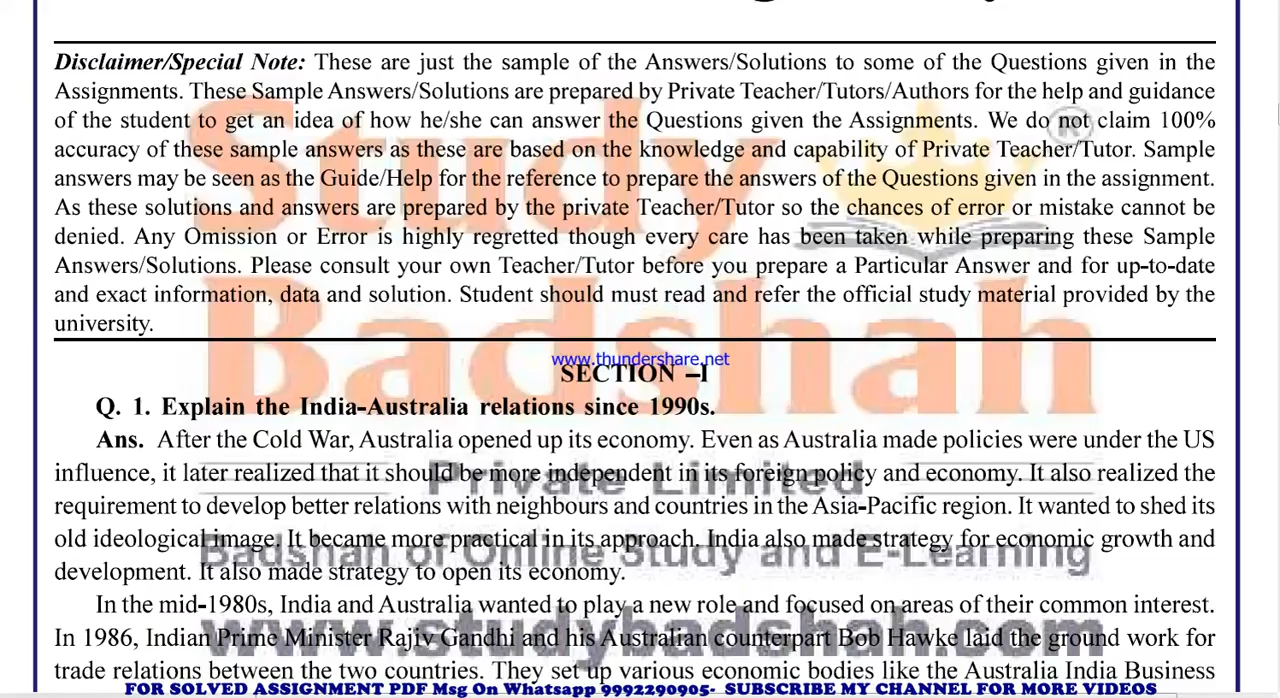 Disclaimer/Special Note: These are just the sample of the Answers/Solutions to some of the Questions given in the
Assignments. These Sample Answers/Solutions are prepared by Private Teacher/Tutors/Authors for the help and guidance
of the student to get an idea of how he/she can answer the Questions given the Assignments. We do not claim 100%
accuracy of these sample answers as these are based on the knowledge and capability of Private Teacher/Tutor. Sample
answers may be seen as the Guide/Help for the reference to prepare the answers of the Questions given in the assignment.
As these solutions and answers are prepared by the private Teacher/Tutor so the chances of error or mistake cannot be
denied. Any Omission or Error is highly regretted though every care has been taken while preparing these Sample
Answers/Solutions. Please consult your own Teacher/Tutor before you prepare a Particular Answer and for up-to-date
and exact information, data and solution. Student should must read and refer the official study material provided by the
university.
www.thundershare.net
SECTION –I
Q. 1. Explain the India-Australia relations since 1990s.
Ans. After the Cold War, Australia opened up its economy. Even as Australia made policies were under the US
influence, it later realized that it should be more independent in its foreign policy and economy. It also realized the
requirement to develop better relations with neighbours and countries in the Asia-Pacific region. It wanted to shed its
old ideological image. It became more practical in its approach. India also made strategy for economic growth and
development. It also made strategy to open its economy.
In the mid-1980s, India and Australia wanted to play a new role and focused on areas of their common interest.
In 1986, Indian Prime Minister Rajiv Gandhi and his Australian counterpart Bob Hawke laid the ground work for
trade relations between the two countries. They set up various economic bodies like the Australia India Business
FOR SOLVED ASSIGNMENT PDF Msg On Whatsapp 9992290905- SUBSCRIBE MY CHANNEL FOR MORE VIDEOS
Study
®
Badshah
Private Limited
Badshah of Online Study and E-Learning
www.studybadshah.com